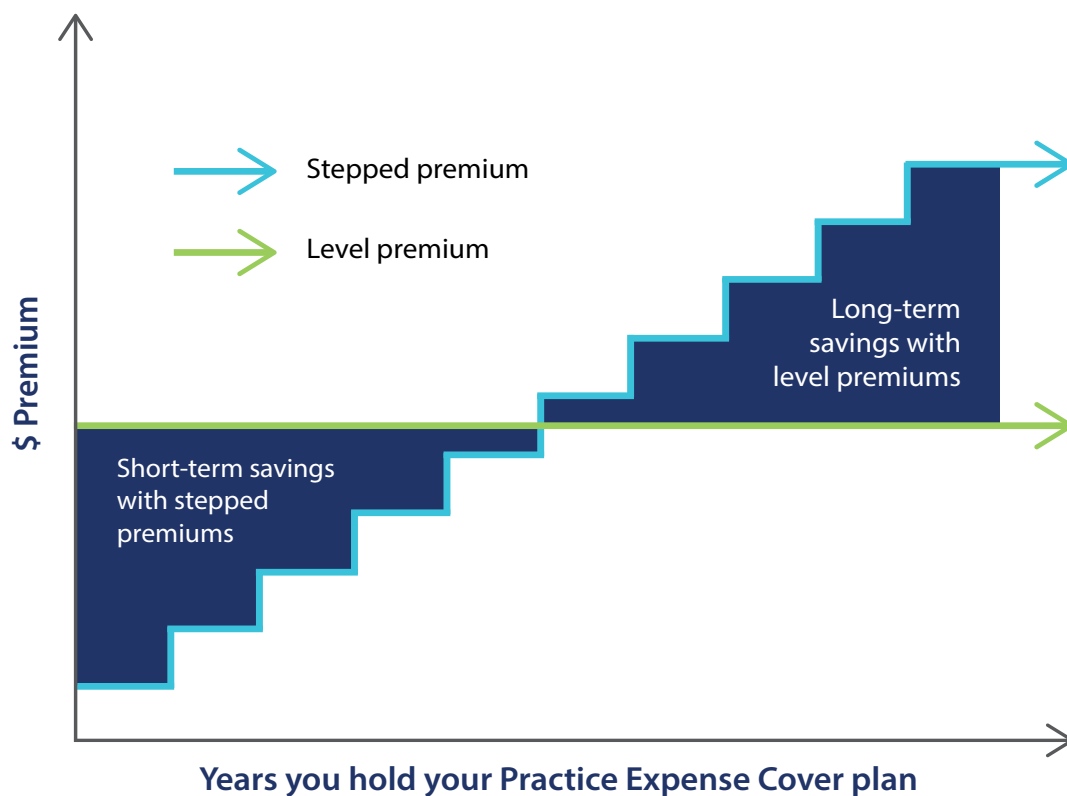 Stepped premium
Level premium
$ Premium
Long-term
savings with
level premiums
Short-term savings
with stepped
premiums
Years you hold your Practice Expense Cover plan